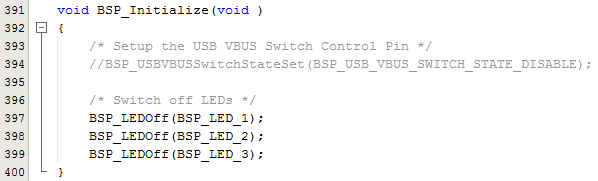 391 void BSP_Initialize(void )
392 {
393 /* Setup the USB VBUS Switch Control Pin */
394 //BSP_USBVBUSSwitchStateSet(BSP_USB_VBUS_SWITCH_STATE_DISABLE);
395
396 /* Switch off LEDs */
397 BSP_LEDOff(BSP_LED_1);
398 BSP_LEDOff(BSP_LED_2);
399 BSP_LEDOff(BSP_LED_3);
400 }